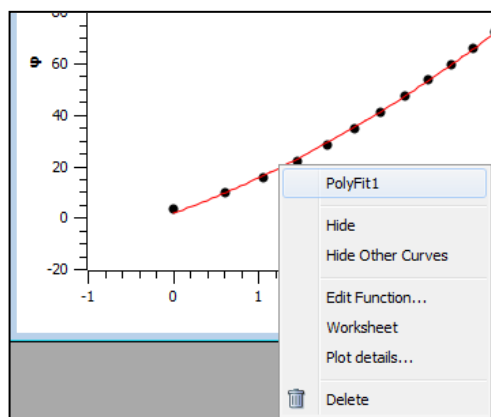 80
φ
60
40
20
0
-20
-1
0
1
PolyFit1
Hide
Hide Other Curves
Edit Function...
Worksheet
Plot details...
Delete